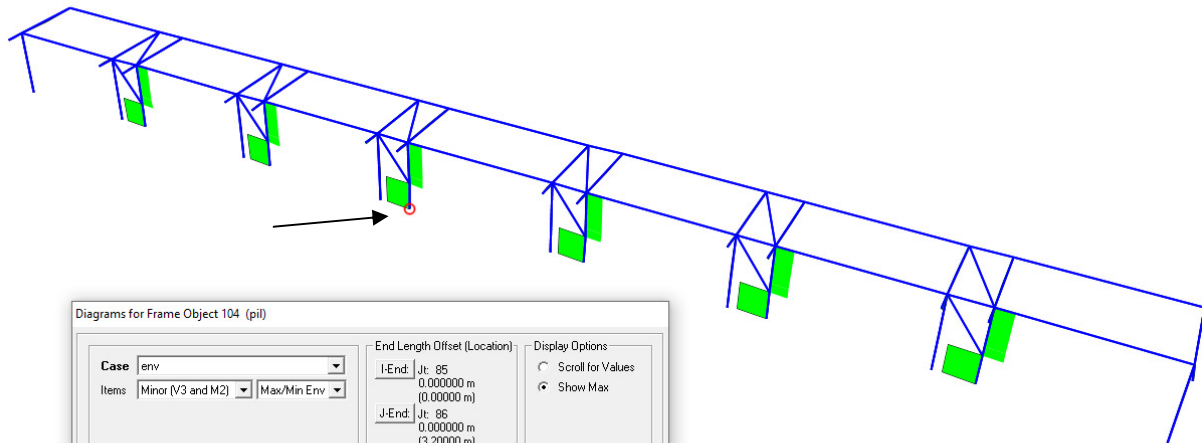 Diagrams for Frame Object 104 (pil)
End Length Offset (Location)
Display Options
Case env
I-End: Jt: 85
0.000000 m
(0.00000 m)
Scroll for Values
Items Minor (V3 and M2) Max/Min Env
Show Max
J-End: Jt: 86
0.000000 m
(3.20000 m)